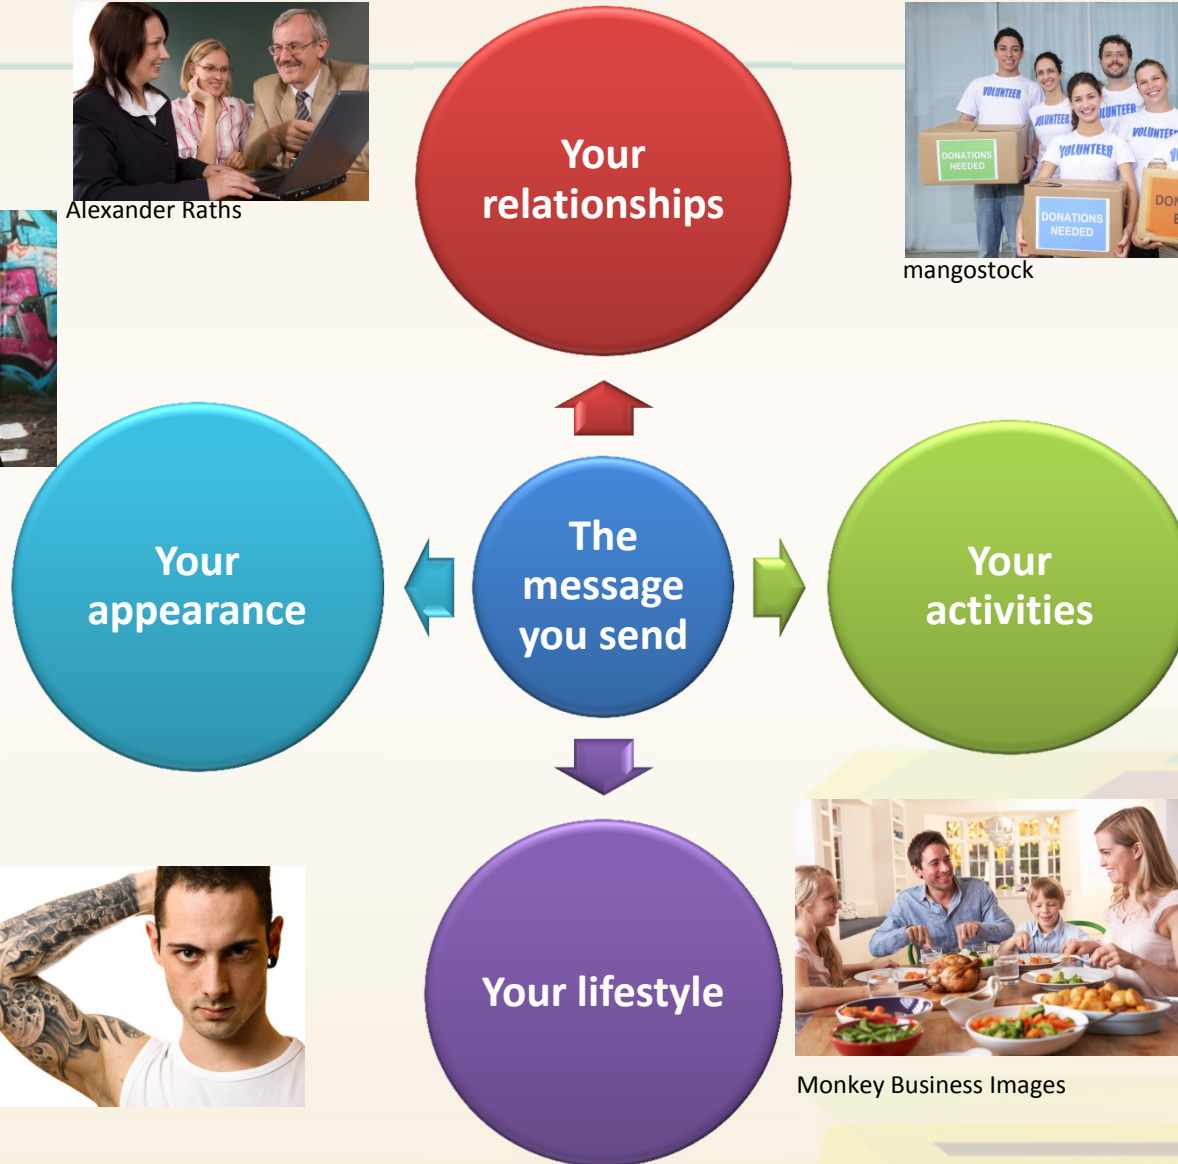 Your
relationships
Alexander Raths
VOLUNTEER
VOLUNTEER
VOLUNTEER
VOLUNTEER
DONATIONS
NEEDED
DONATIONS
NEEDED
mangostock
Your
appearance
The
message
you send
Your
activities
Your lifestyle
Monkey Business Images